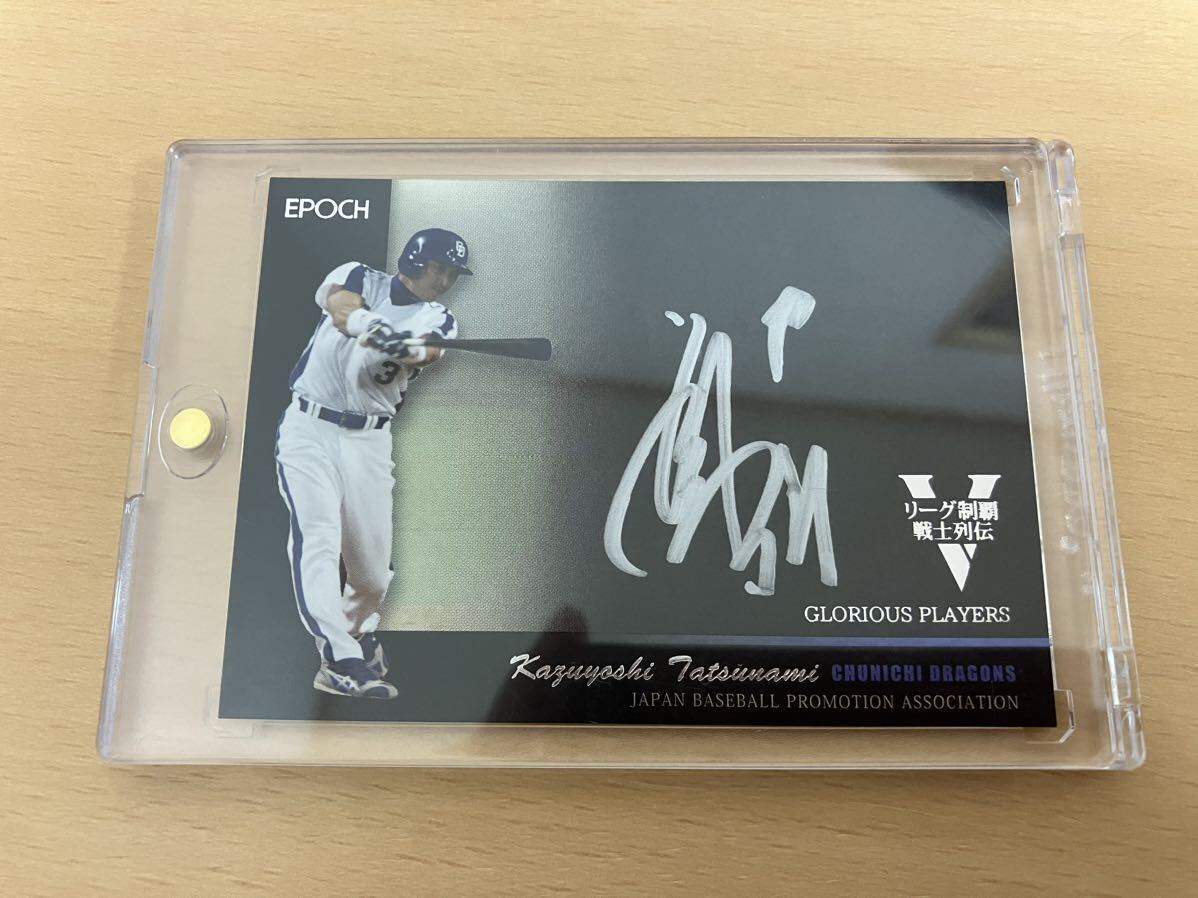 EPOCH
3
リーグ制覇
戦士列伝
GLORIOUS PLAYERS
Kazuyoshi Tatsunami CHUNICHI DRAGONS
JAPAN BASEBALL PROMOTION ASSOCIATION